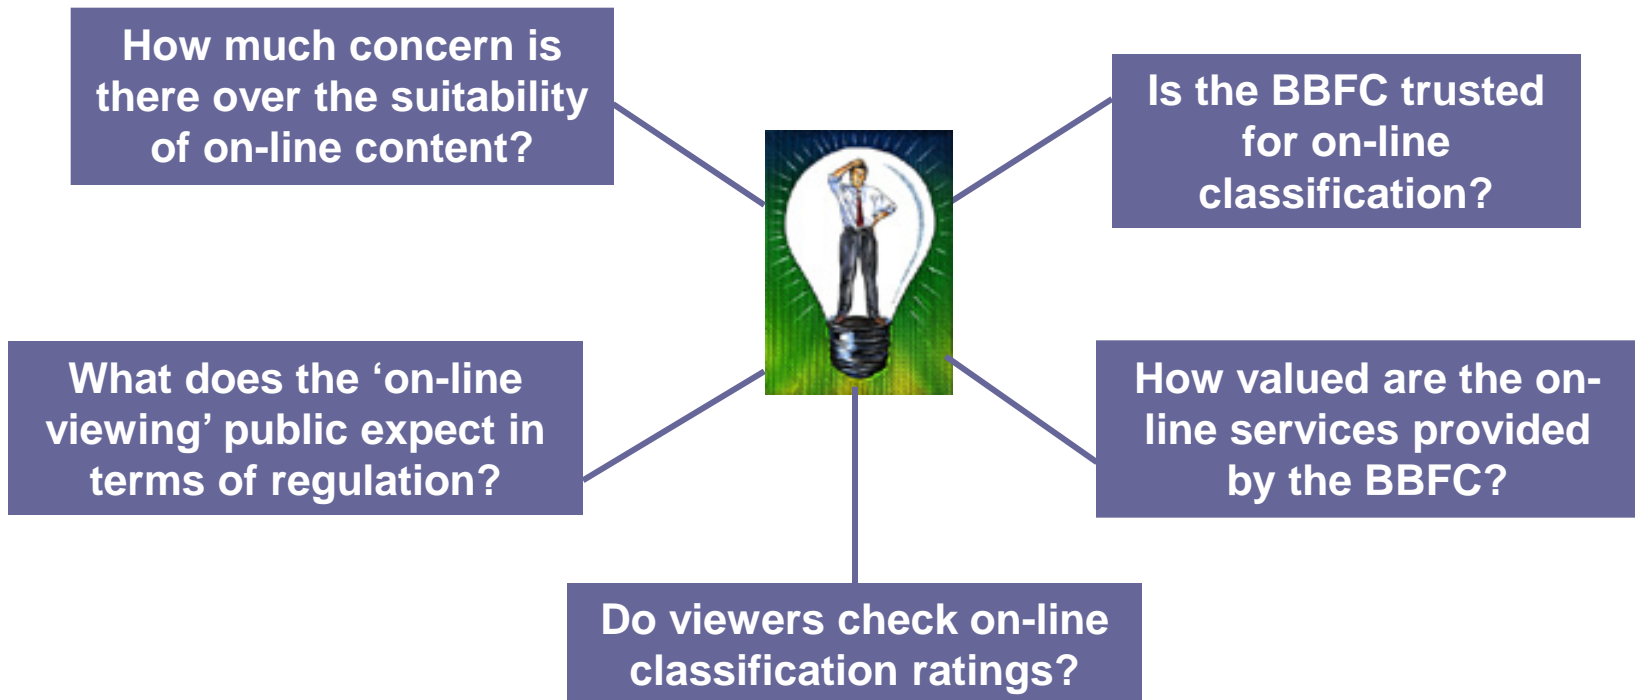 How much concern is
there over the suitability
of on-line content?
Is the BBFC trusted
for on-line
classification?
What does the ‘on-line
viewing’ public expect in
terms of regulation?
How valued are the on-
line services provided
by the BBFC?
Do viewers check on-line
classification ratings?